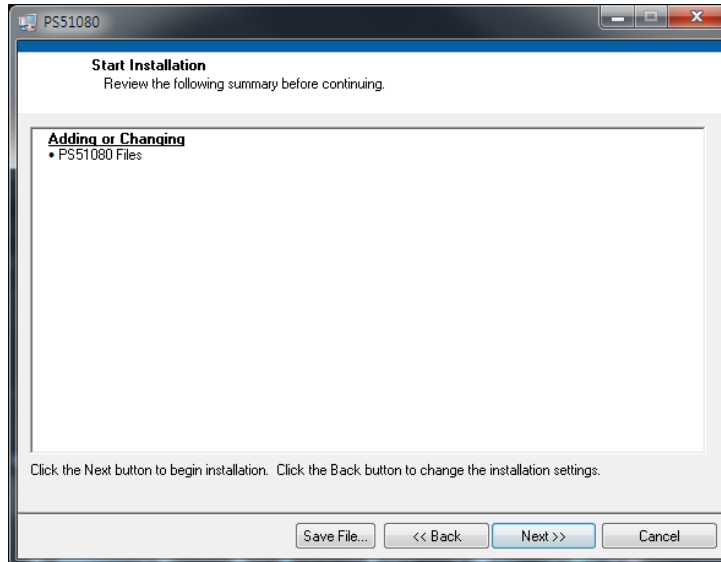 PS51080
Start Installation
Review the following summary before continuing.
Adding or Changing
• PS51080 Files
Click the Next button to begin installation.  Click the Back button to change the installation settings.
Save File...
<< Back
Next >>
Cancel